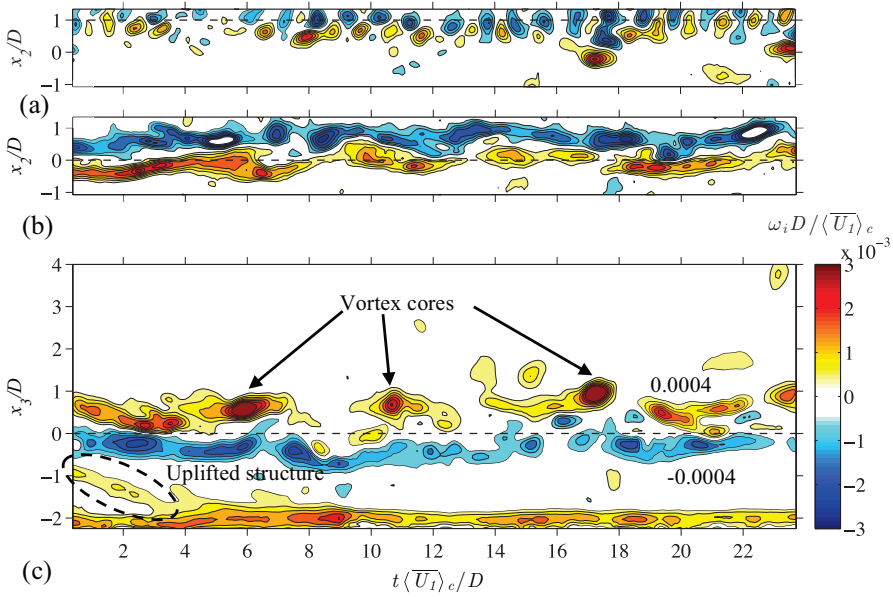 x₂/D
1
0
−1
(a)
x₂/D
1
0
−1
(b)
ω_i D / ⟨U̅₁⟩_c
x 10⁻³
x₃/D
4
3
2
1
0
−1
−2
Vortex cores
0.0004
Uplifted structure
-0.0004
3
2
1
0
−1
−2
−3
2 4 6 8 10 12 14 16 18 20 22
(c)
t⟨U̅₁⟩_c/D